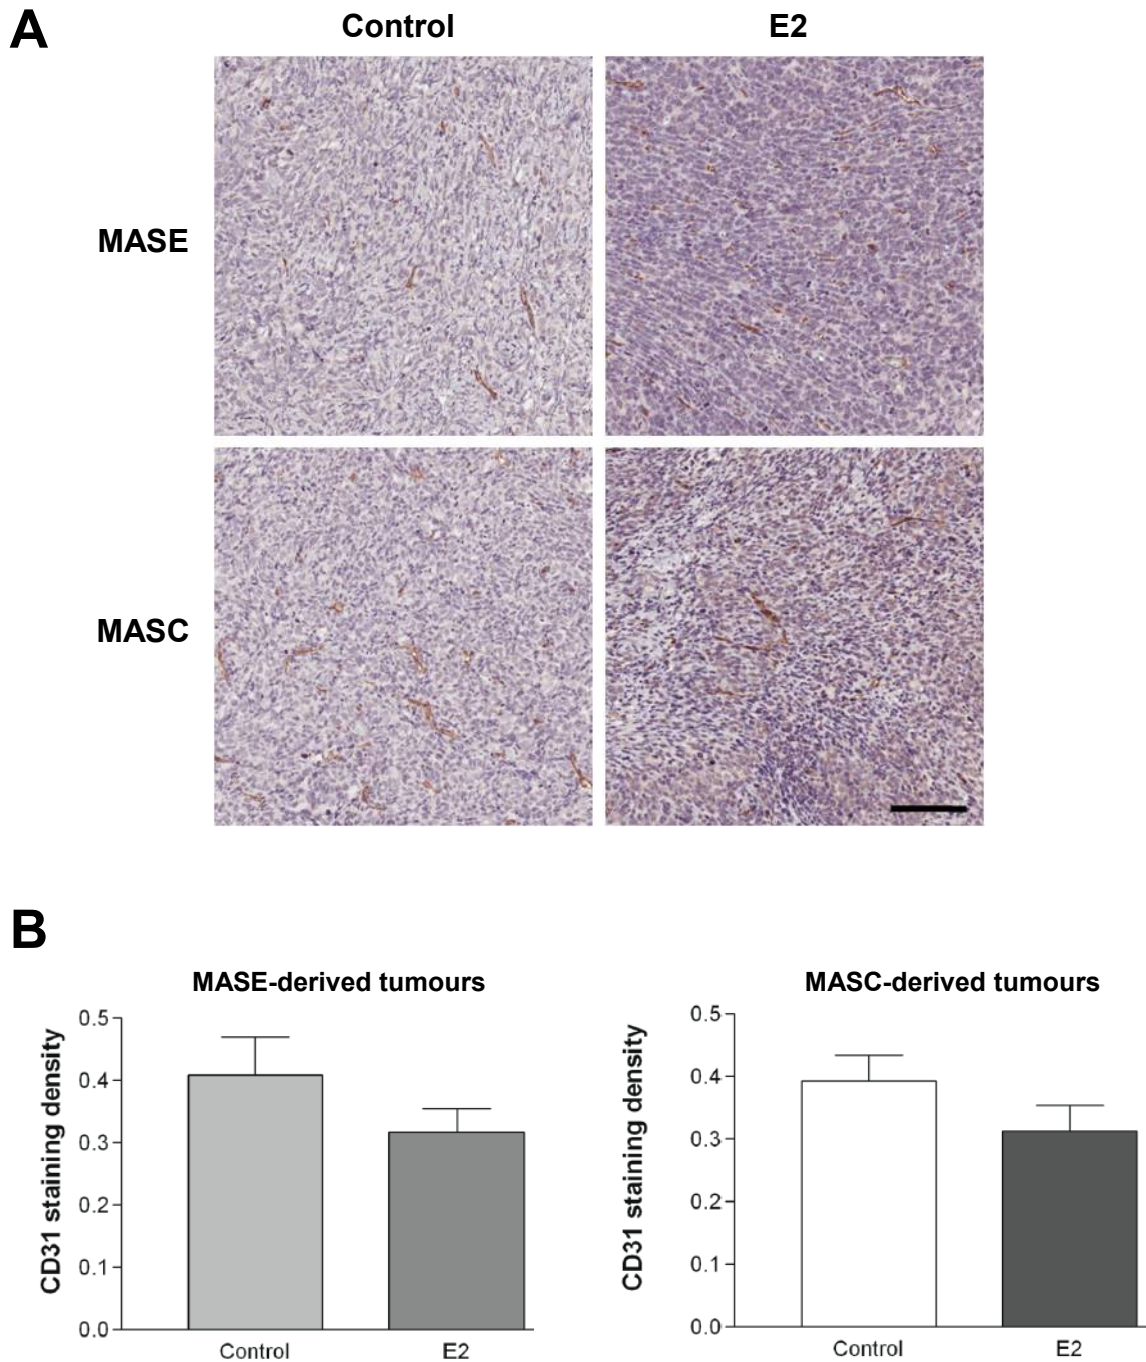 A
Control
E2
MASE
MASC
B
MASE-derived tumours
CD31 staining density
0.5
0.4
0.3
0.2
0.1
0.0
Control
E2
MASC-derived tumours
CD31 staining density
0.5
0.4
0.3
0.2
0.1
0.0
Control
E2